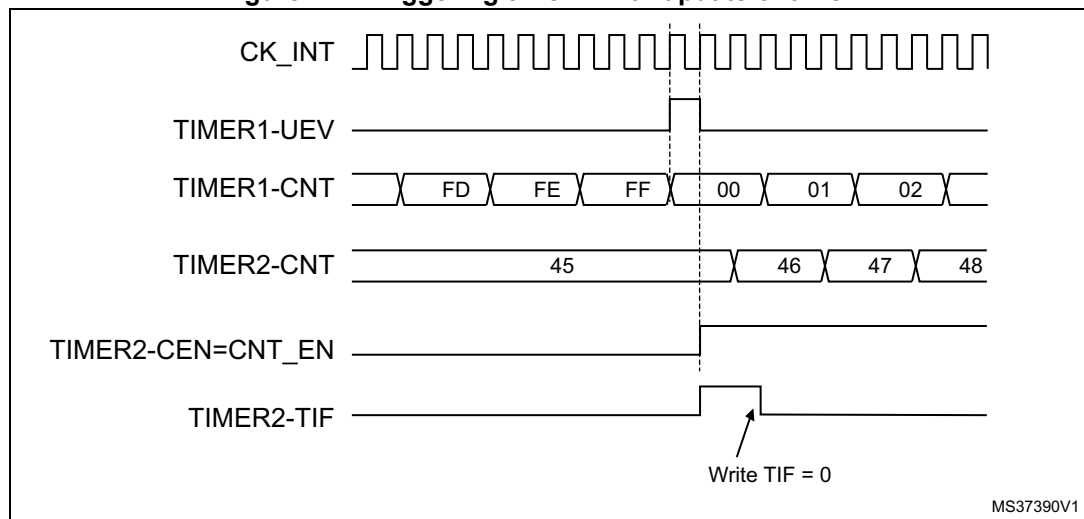 CK_INT
TIMER1-UEV
TIMER1-CNT FD FE FF 00 01 02
TIMER2-CNT 45 46 47 48
TIMER2-CEN=CNT_EN
TIMER2-TIF
Write TIF = 0
MS37390V1